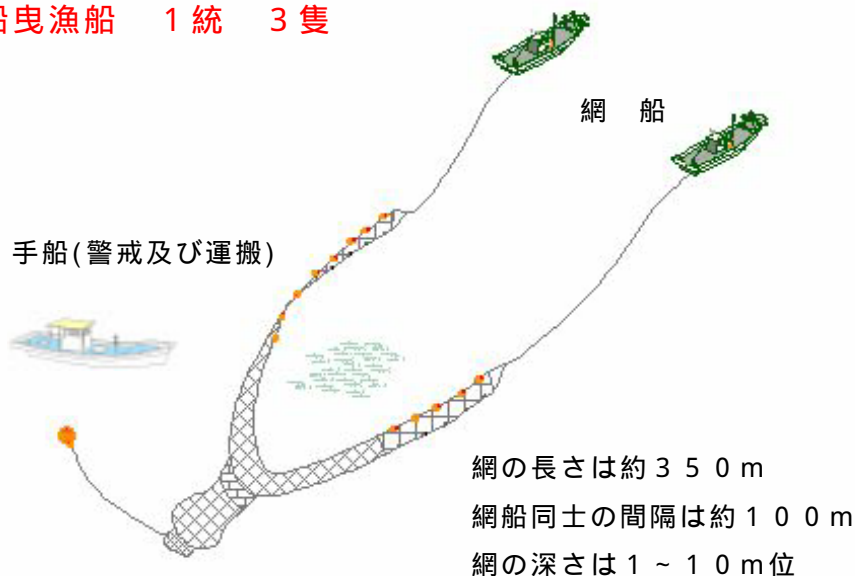 船曳漁船　1統　3隻
網　船
手船(警戒及び運搬)
網の長さは約３５０ｍ
網船同士の間隔は約１００ｍ
網の深さは１~１０ｍ位